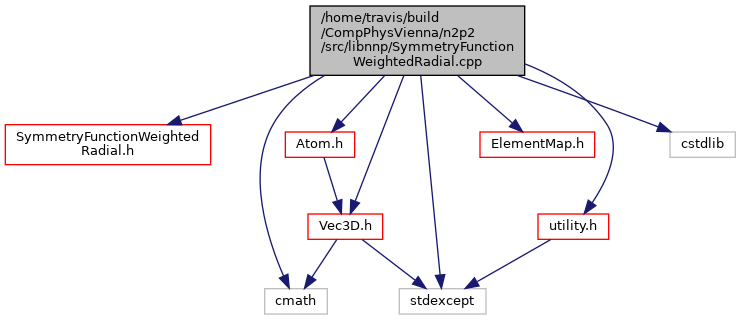 /home/travis/build
/CompPhysVienna/n2p2
/src/libnnp/SymmetryFunction
WeightedRadial.cpp
SymmetryFunctionWeighted
Radial.h
Atom.h
ElementMap.h
cstdlib
Vec3D.h
utility.h
cmath
stdexcept